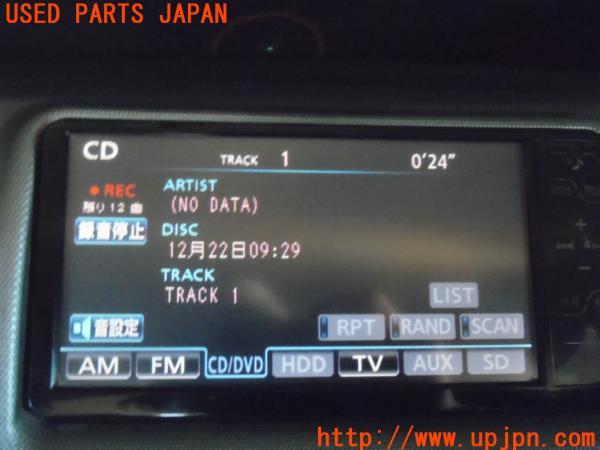 USED PARTS JAPAN
CD TRACK 1 0'24"
● REC
残り12曲
録音停止
ARTIST
(NO DATA)
DISC
12月22日09:29
TRACK
TRACK 1
LIST
音設定
RPT RAND SCAN
AM FM CD/DVD HDD TV AUX SD
http://www.upjpn.com